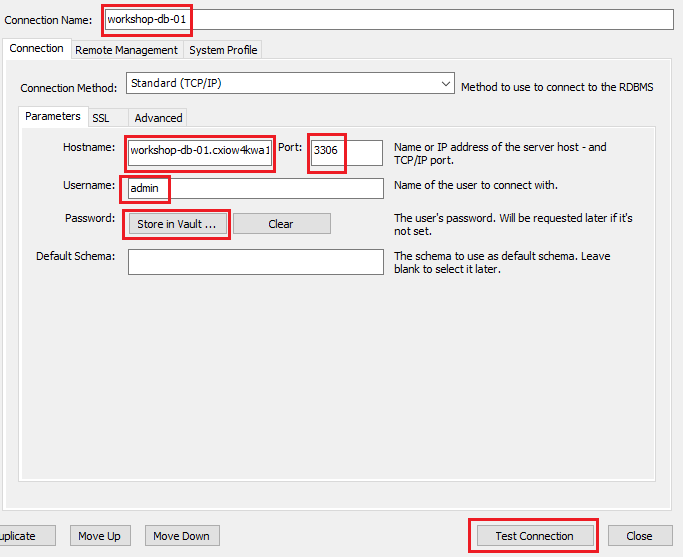 Connection Name: workshop-db-01
Connection Remote Management System Profile
Connection Method: Standard (TCP/IP) Method to use to connect to the RDBMS
Parameters SSL Advanced
Hostname: workshop-db-01.cxiow4kwa1 Port: 3306 Name or IP address of the server host - and
TCP/IP port.
Username: admin Name of the user to connect with.
Password: Store in Vault ... Clear The user's password. Will be requested later if it's
not set.
Default Schema: The schema to use as default schema. Leave
blank to select it later.
uplicate Move Up Move Down Test Connection Close